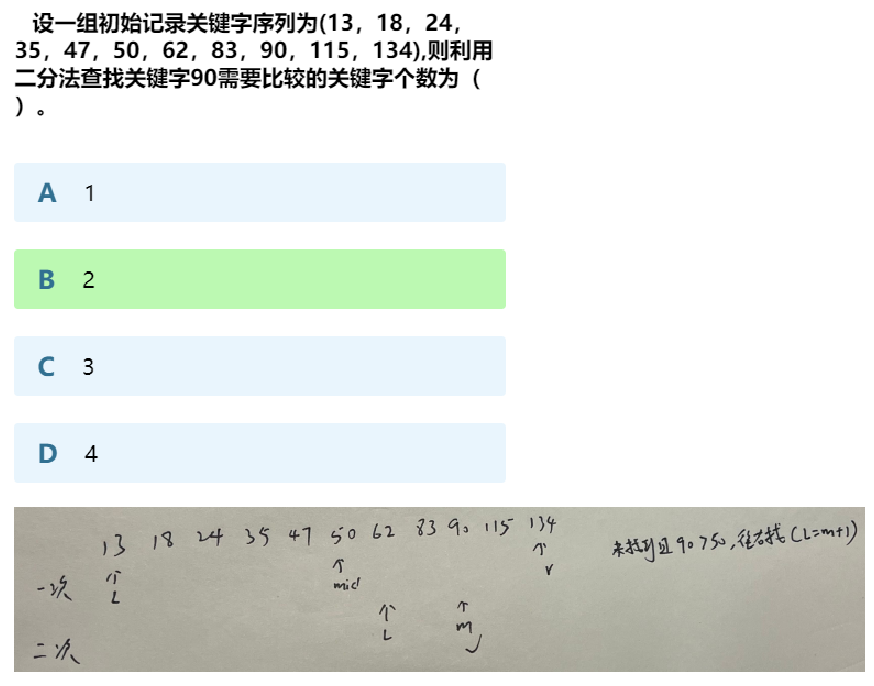 设一组初始记录关键字序列为(13，18，24，
35，47，50，62，83，90，115，134),则利用
二分法查找关键字90需要比较的关键字个数为（
）。
A 1
B 2
C 3
D 4
13 18 24 35 47 50 62 83 90 115 134
未找到且90>50,往右找(L=m+1)
一次 ↑ ↑ ↑
L mid r
二次 ↑ ↑
L m